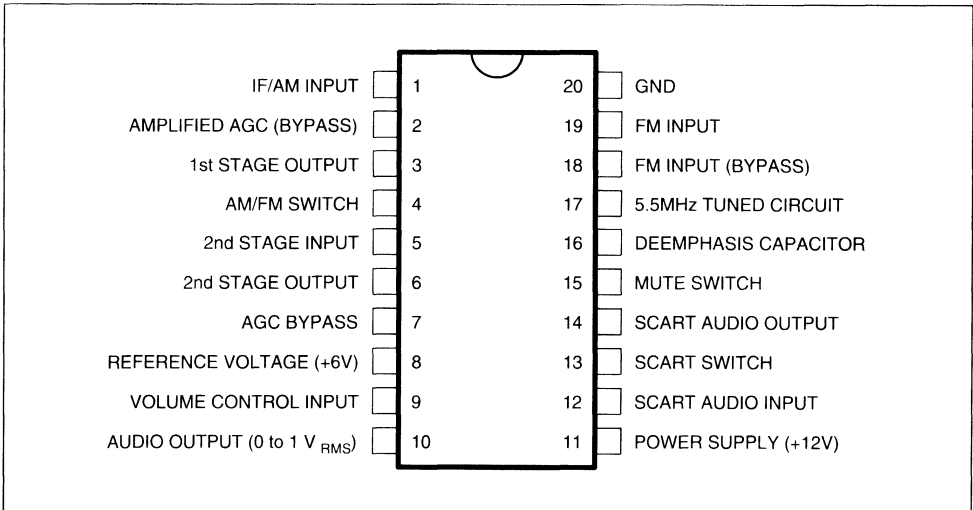 IF/AM INPUT 1 20 GND
AMPLIFIED AGC (BYPASS) 2 19 FM INPUT
1st STAGE OUTPUT 3 18 FM INPUT (BYPASS)
AM/FM SWITCH 4 17 5.5MHz TUNED CIRCUIT
2nd STAGE INPUT 5 16 DEEMPHASIS CAPACITOR
2nd STAGE OUTPUT 6 15 MUTE SWITCH
AGC BYPASS 7 14 SCART AUDIO OUTPUT
REFERENCE VOLTAGE (+6V) 8 13 SCART SWITCH
VOLUME CONTROL INPUT 9 12 SCART AUDIO INPUT
AUDIO OUTPUT (0 to 1 V RMS) 10 11 POWER SUPPLY (+12V)